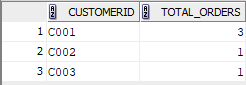 CUSTOMERID TOTAL_ORDERS
1 C001 3
2 C002 1
3 C003 1